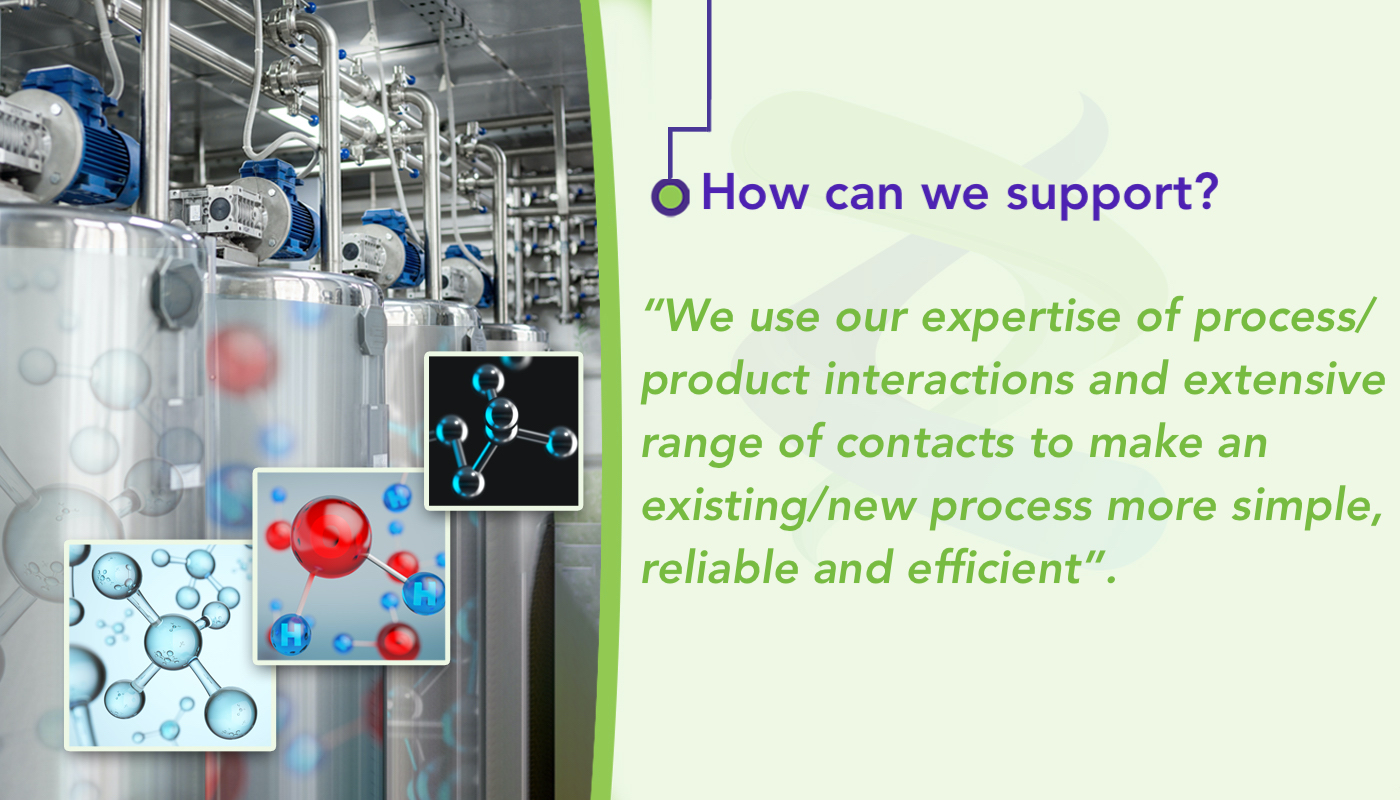 How can we support?
“We use our expertise of process/
product interactions and extensive
range of contacts to make an
existing/new process more simple,
reliable and efficient”.
H
H